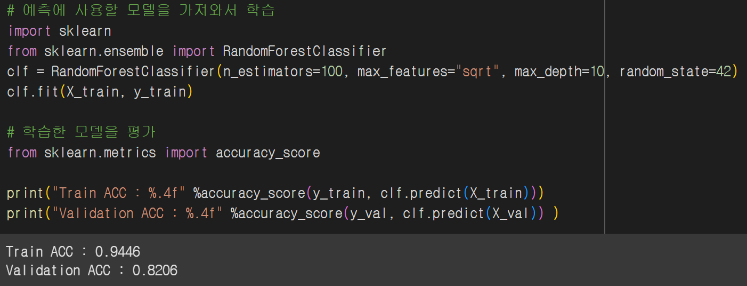 # 예측에 사용할 모델을 가져와서 학습
import sklearn
from sklearn.ensemble import RandomForestClassifier
clf = RandomForestClassifier(n_estimators=100, max_features="sqrt", max_depth=10, random_state=42)
clf.fit(X_train, y_train)

# 학습한 모델을 평가
from sklearn.metrics import accuracy_score

print("Train ACC : %.4f" %accuracy_score(y_train, clf.predict(X_train)))
print("Validation ACC : %.4f" %accuracy_score(y_val, clf.predict(X_val)) )
Train ACC : 0.9446
Validation ACC : 0.8206